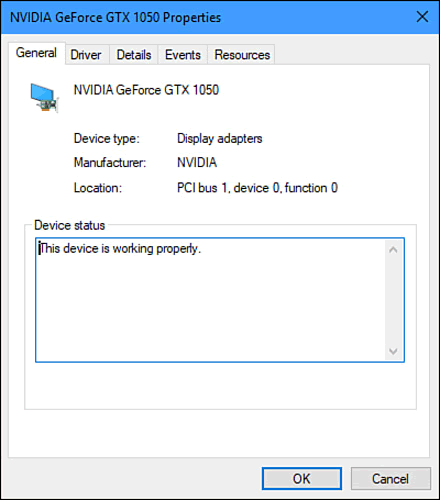 NVIDIA GeForce GTX 1050 Properties
General Driver Details Events Resources
NVIDIA GeForce GTX 1050
Device type: Display adapters
Manufacturer: NVIDIA
Location: PCI bus 1, device 0, function 0
Device status
This device is working properly.
OK Cancel